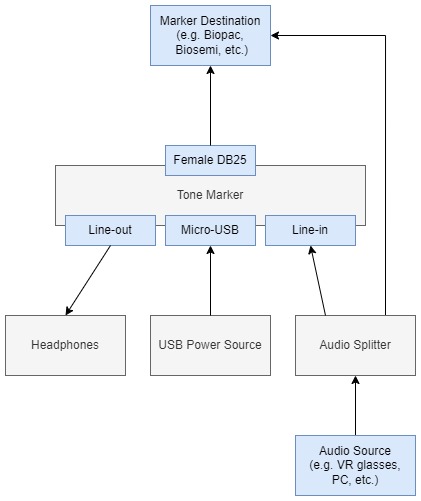 Marker Destination
(e.g. Biopac,
Biosemi, etc.)
Female DB25
Tone Marker
Line-out
Micro-USB
Line-in
Headphones
USB Power Source
Audio Splitter
Audio Source
(e.g. VR glasses,
PC, etc.)